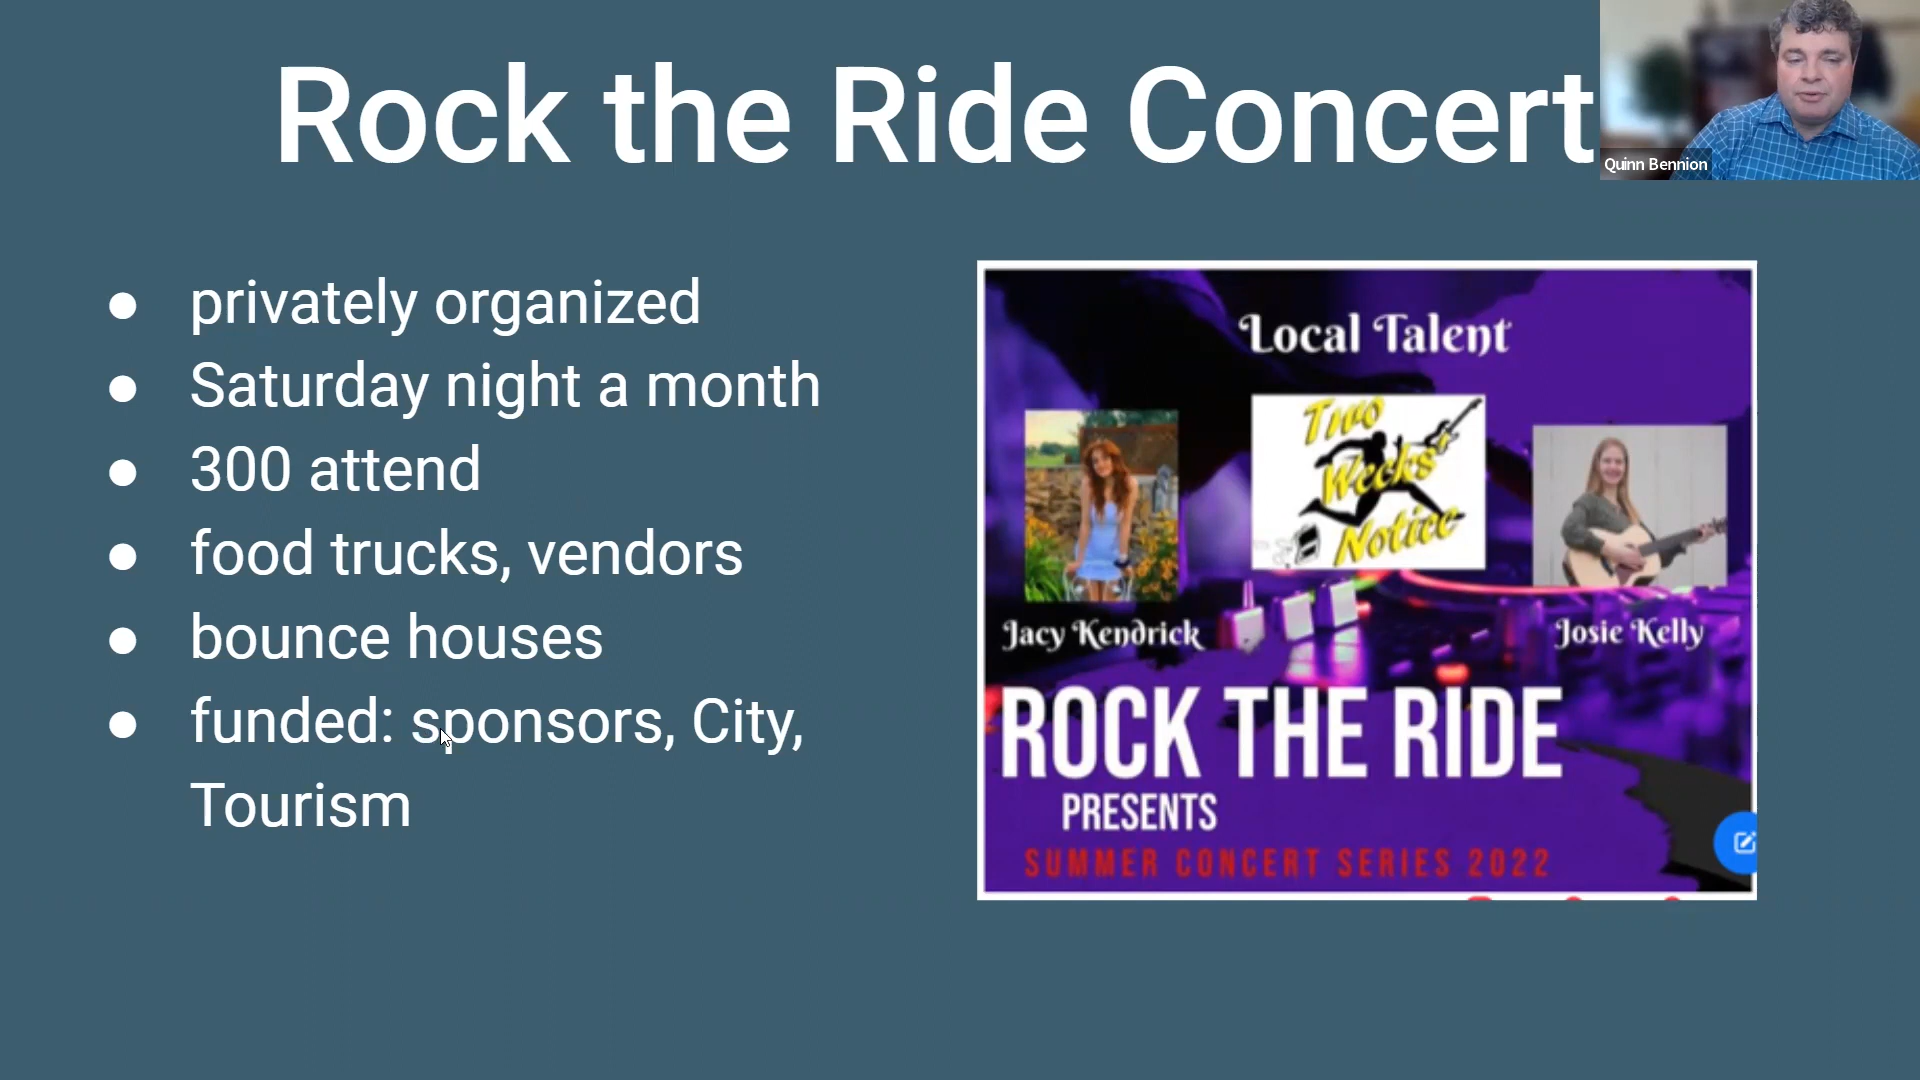 Rock the Ride Concert
Quinn Bennion
● privately organized
● Saturday night a month
● 300 attend
● food trucks, vendors
● bounce houses
● funded: sponsors, City,
Tourism
Local Talent
Two
Weeks'
Notice
Jacy Kendrick
Josie Kelly
ROCK THE RIDE
PRESENTS
SUMMER CONCERT SERIES 2022